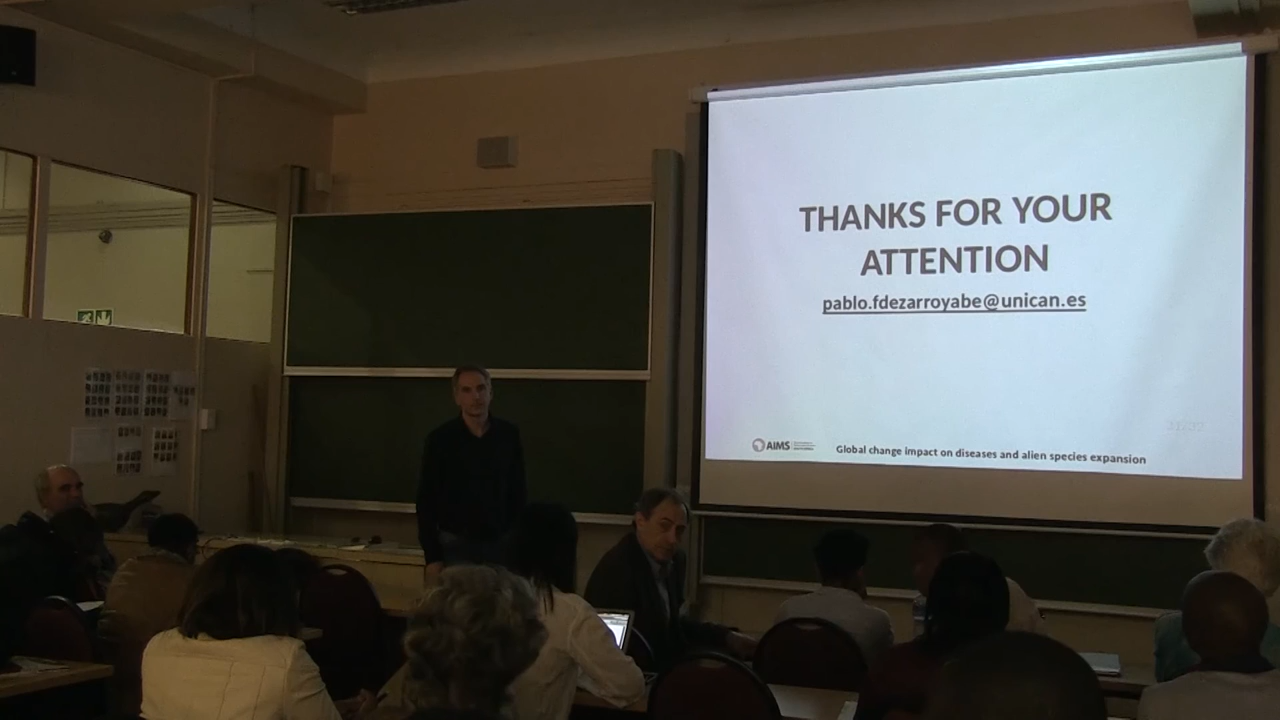 THANKS FOR YOUR
ATTENTION
pablo.fdezarroyabe@unican.es
AIMS
Global change impact on diseases and alien species expansion